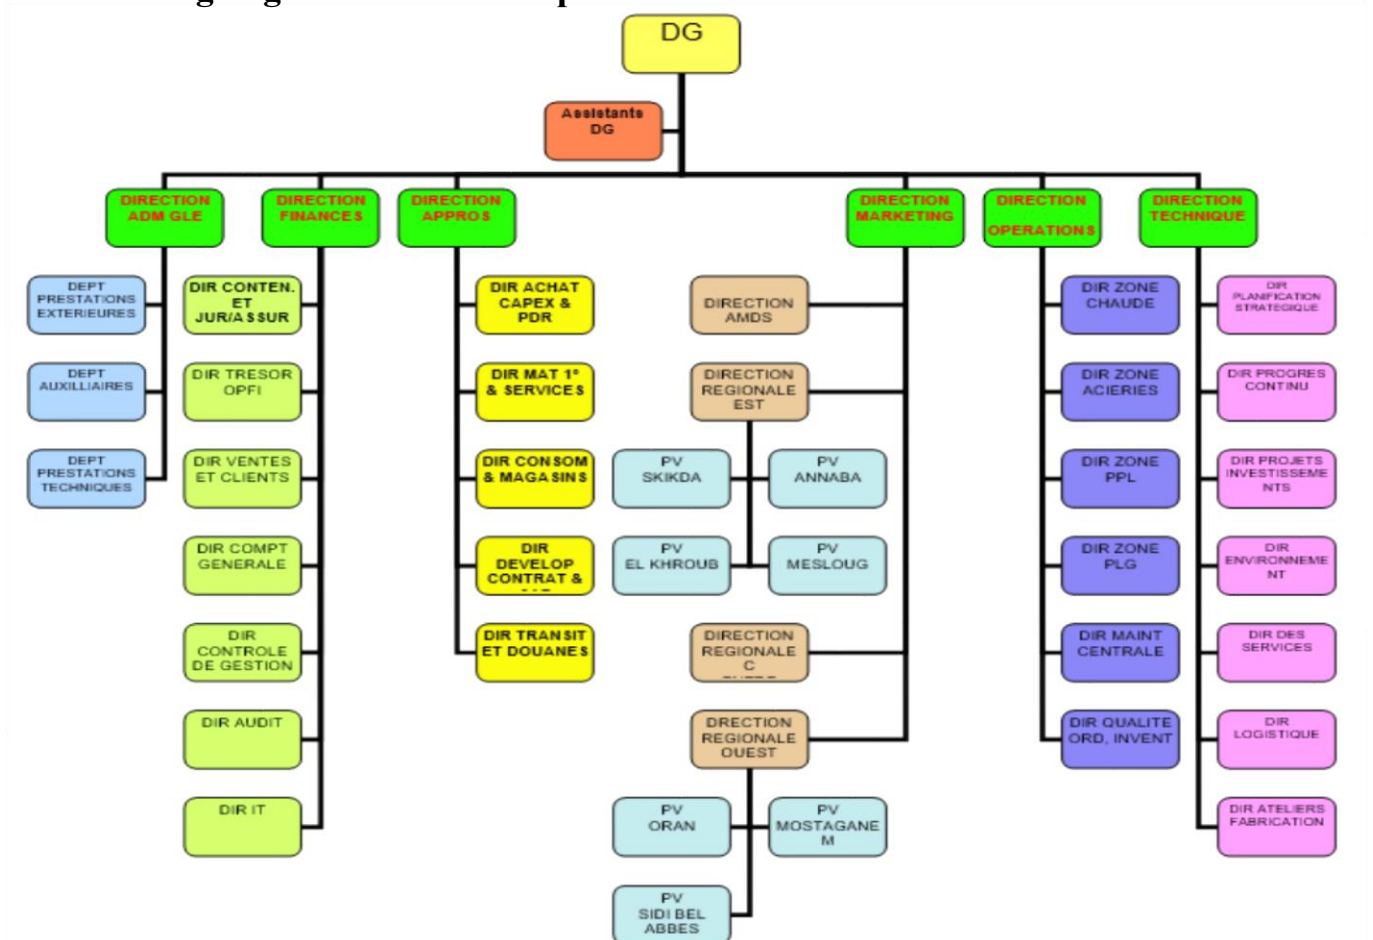 DG
Assistants
DG
DIRECTION
ADM GLE
DIRECTION
FINANCES
DIRECTION
APPROS
DIRECTION
MARKETING
DIRECTION
OPERATIONS
DIRECTION
TECHNIQUE
DEPT
PRESTATIONS
EXTERIEURES
DEPT
AUXILLIAIRES
DEPT
PRESTATIONS
TECHNIQUES
DIR CONTEN.
ET
JUR/ASSUR
DIR TRESOR
OPFI
DIR VENTES
ET CLIENTS
DIR COMPT
GENERALE
DIR
CONTROLE
DE GESTION
DIR AUDIT
DIR IT
DIR ACHAT
CAPEX &
PDR
DIR MAT 1°
& SERVICES
DIR CONSOM
& MAGASINS
DIR
DEVELOP
CONTRAT &
DIR TRANSIT
ET DOUANES
DIRECTION
AMDS
DIRECTION
REGIONALE
EST
PV
SKIKDA
PV
ANNABA
PV
EL KHROUB
PV
MESLOUG
DIRECTION
REGIONALE
C
DRECTION
REGIONALE
OUEST
PV
ORAN
PV
MOSTAGANE
M
PV
SIDI BEL
ABBES
DIR ZONE
CHAUDE
DIR ZONE
ACIERIES
DIR ZONE
PPL
DIR ZONE
PLG
DIR MAINT
CENTRALE
DIR QUALITE
ORD, INVENT
DIR
PLANIFICATION
STRATEGIQUE
DIR PROGRES
CONTINU
DIR PROJETS
INVESTISSEME
NTS
DIR
ENVIRONNEME
NT
DIR DES
SERVICES
DIR
LOGISTIQUE
DIR ATELIERS
FABRICATION